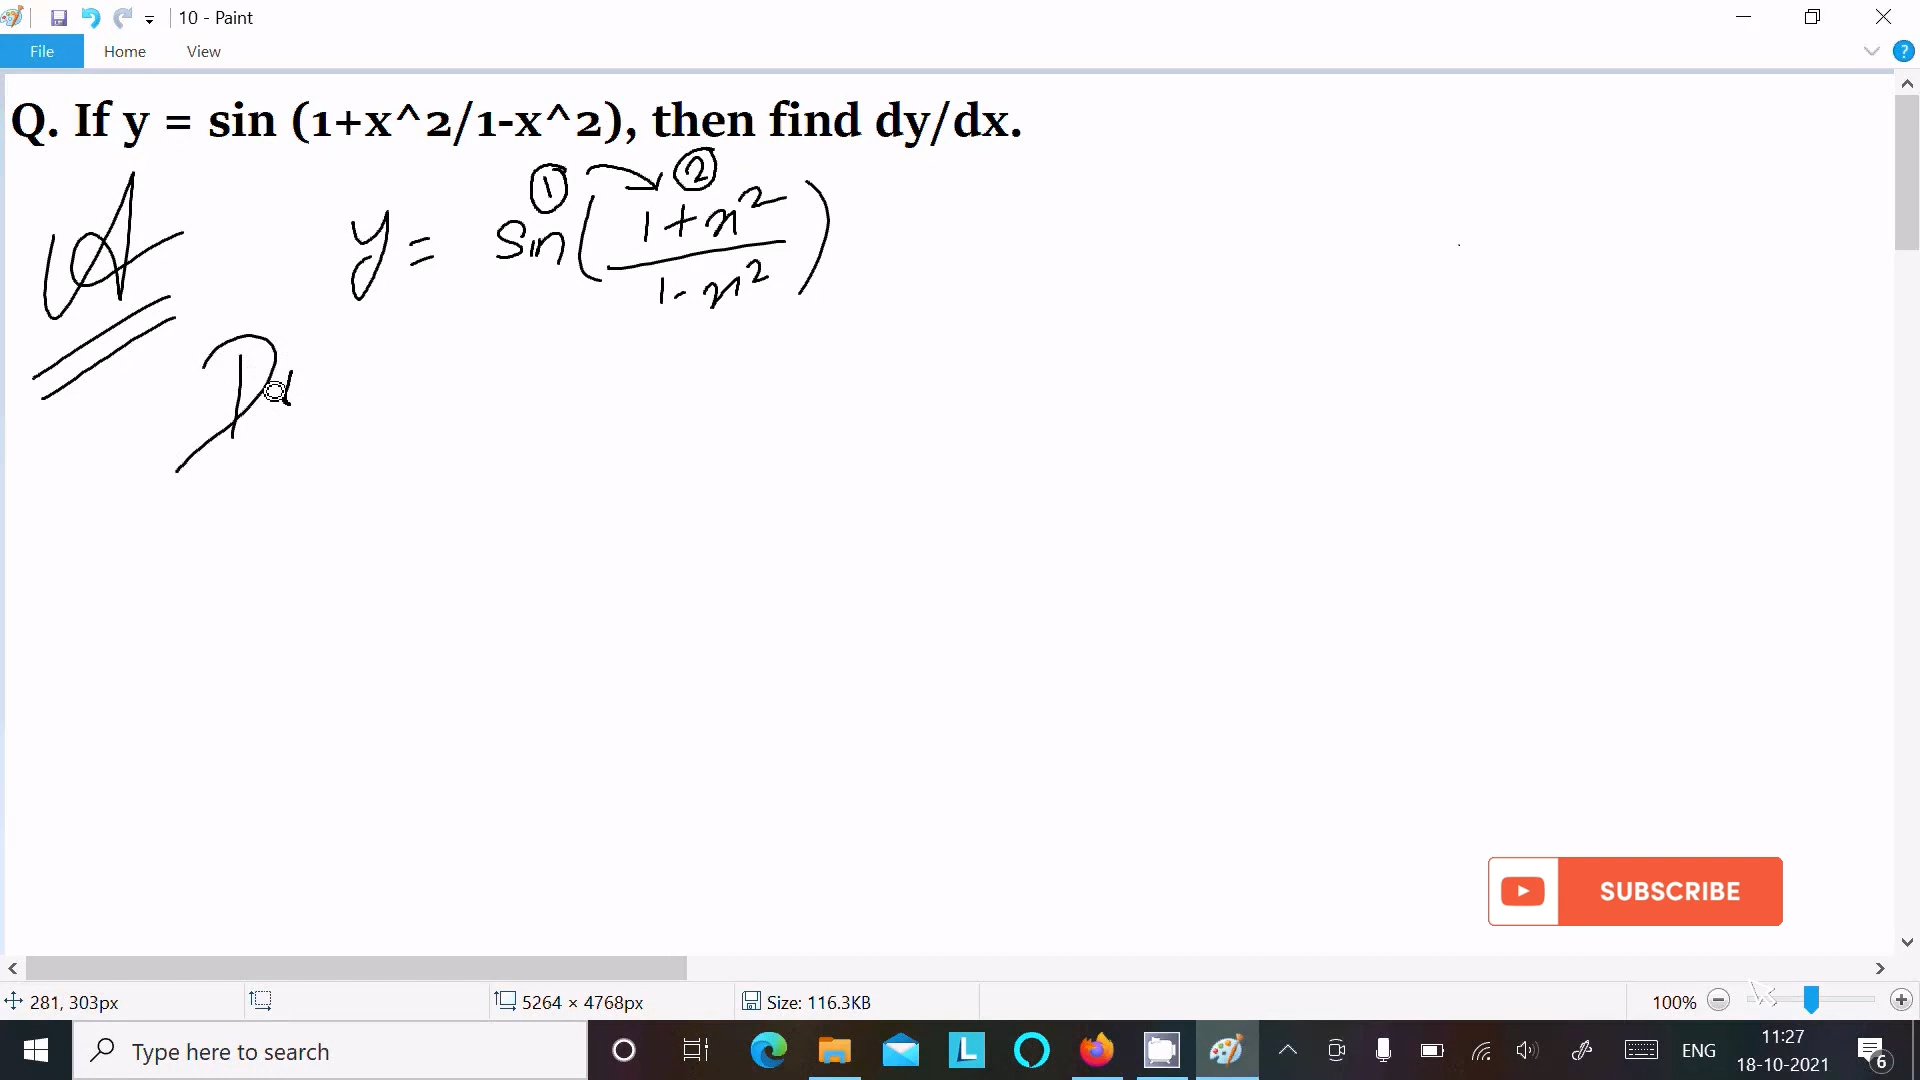 10 - Paint
File Home View
Q. If y = sin (1+x^2/1-x^2), then find dy/dx.
① ②
y = sin(1+x²/1-x²)
SUBSCRIBE
281, 303px 5264 × 4768px Size: 116.3KB 100%
Type here to search ENG 11:27
18-10-2021 6